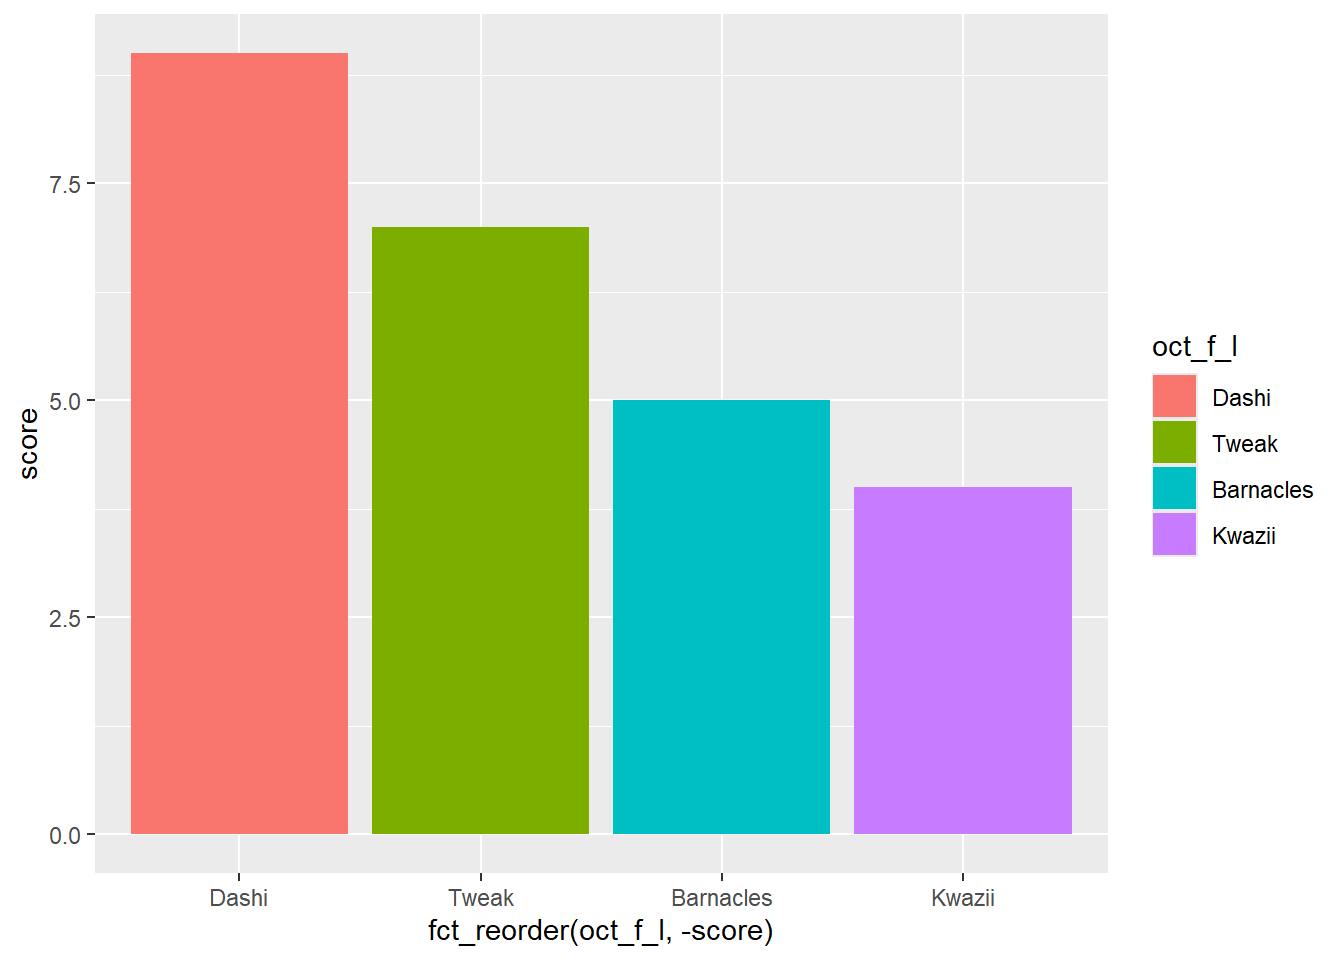 score
7.5
5.0
2.5
0.0
Dashi
Tweak
Barnacles
Kwazii
fct_reorder(oct_f_l, -score)
oct_f_l
Dashi
Tweak
Barnacles
Kwazii